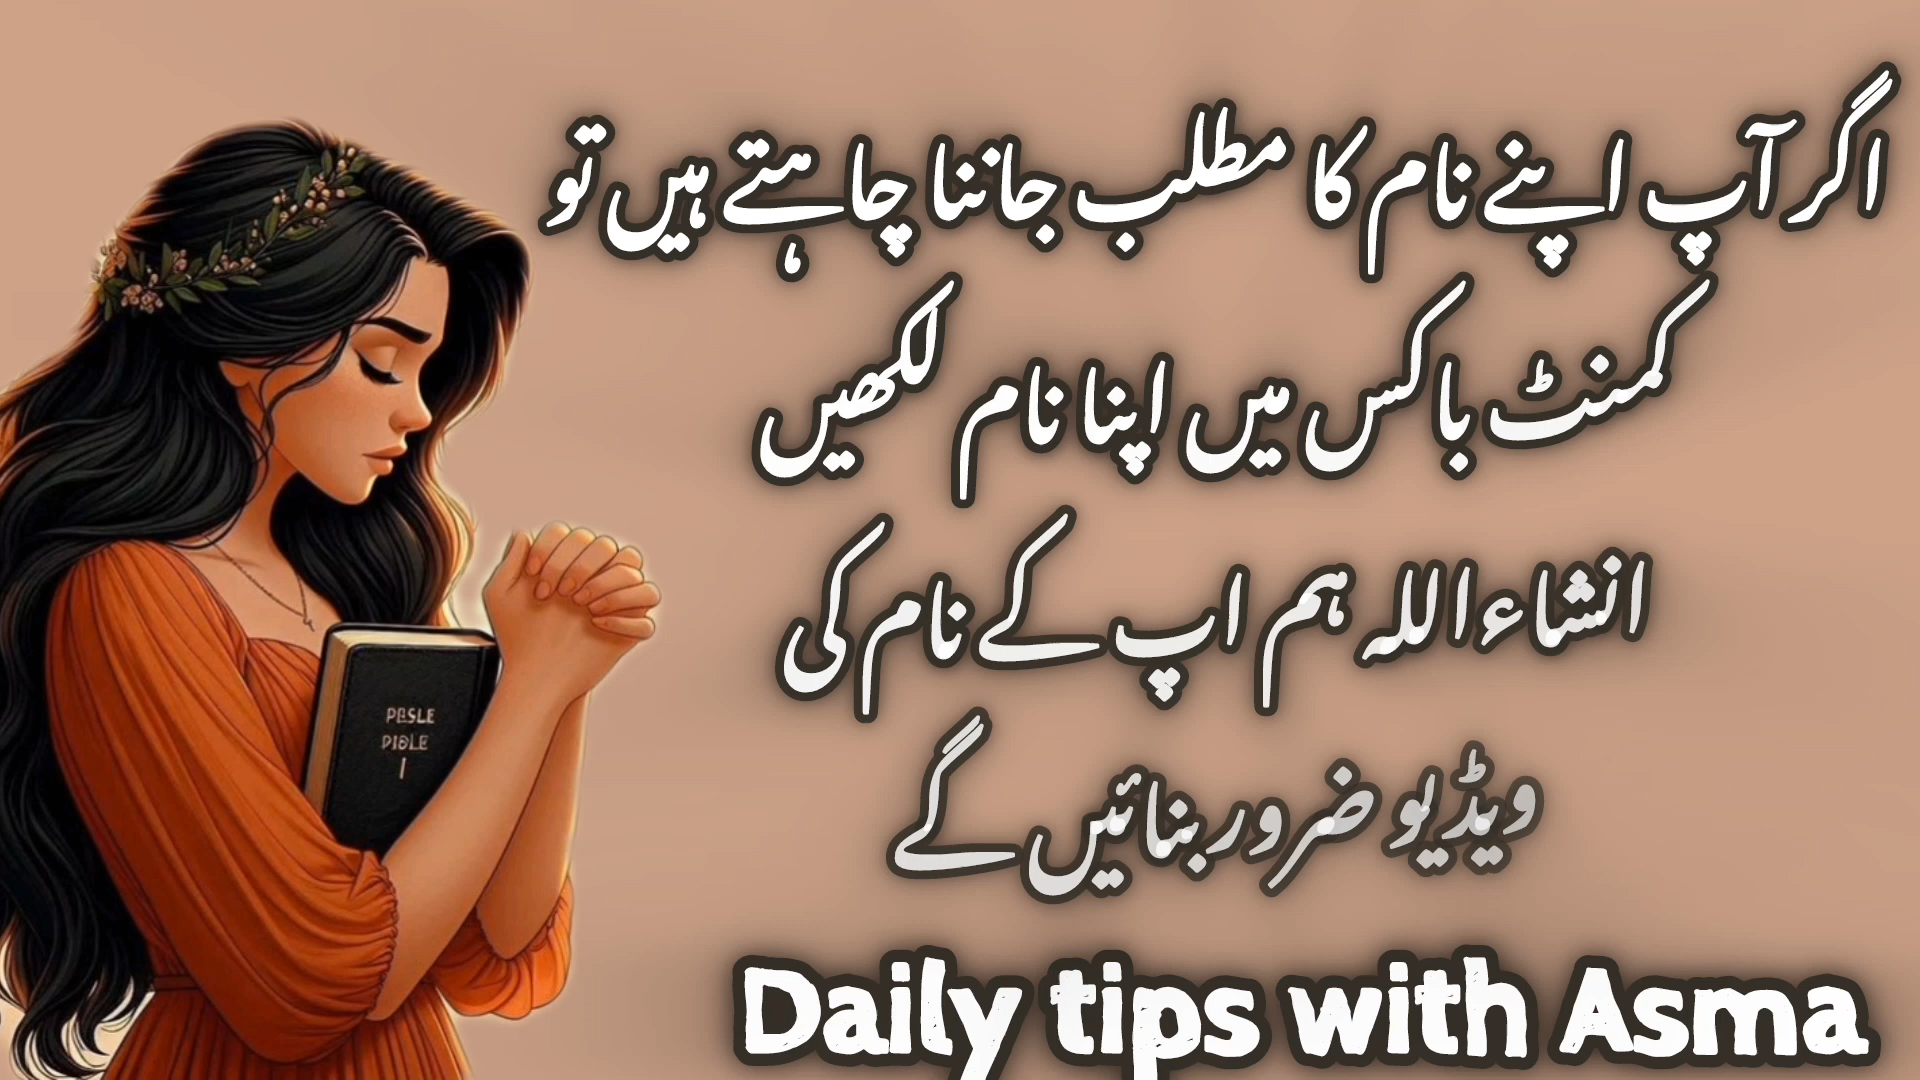 اگر آپ اپنے نام کا مطلب جاننا چاہتے ہیں تو
کمنٹ باکس میں اپنا نام لکھیں
انشاء اللہ ہم اپ کے نام کی
ویڈیو ضرور بنائیں گے
Daily tips with Asma
PBSLE
PIBLE
I